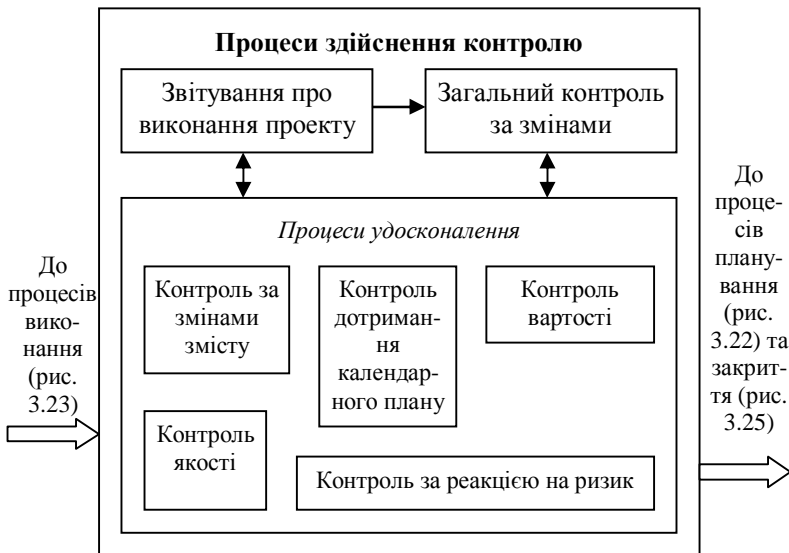 Процеси здійснення контролю
Звітування про
виконання проекту
Загальний контроль
за змінами
До
процесів
вико-
нання
(рис.
3.23)
Процеси удосконалення
Контроль за
змінами
змісту
Контроль
дотриман-
ня
календар-
ного плану
Контроль
вартості
Контроль
якості
Контроль за реакцією на ризик
До
проце-
сів
плану-
вання
(рис.
3.22) та
закрит-
тя (рис.
3.25)